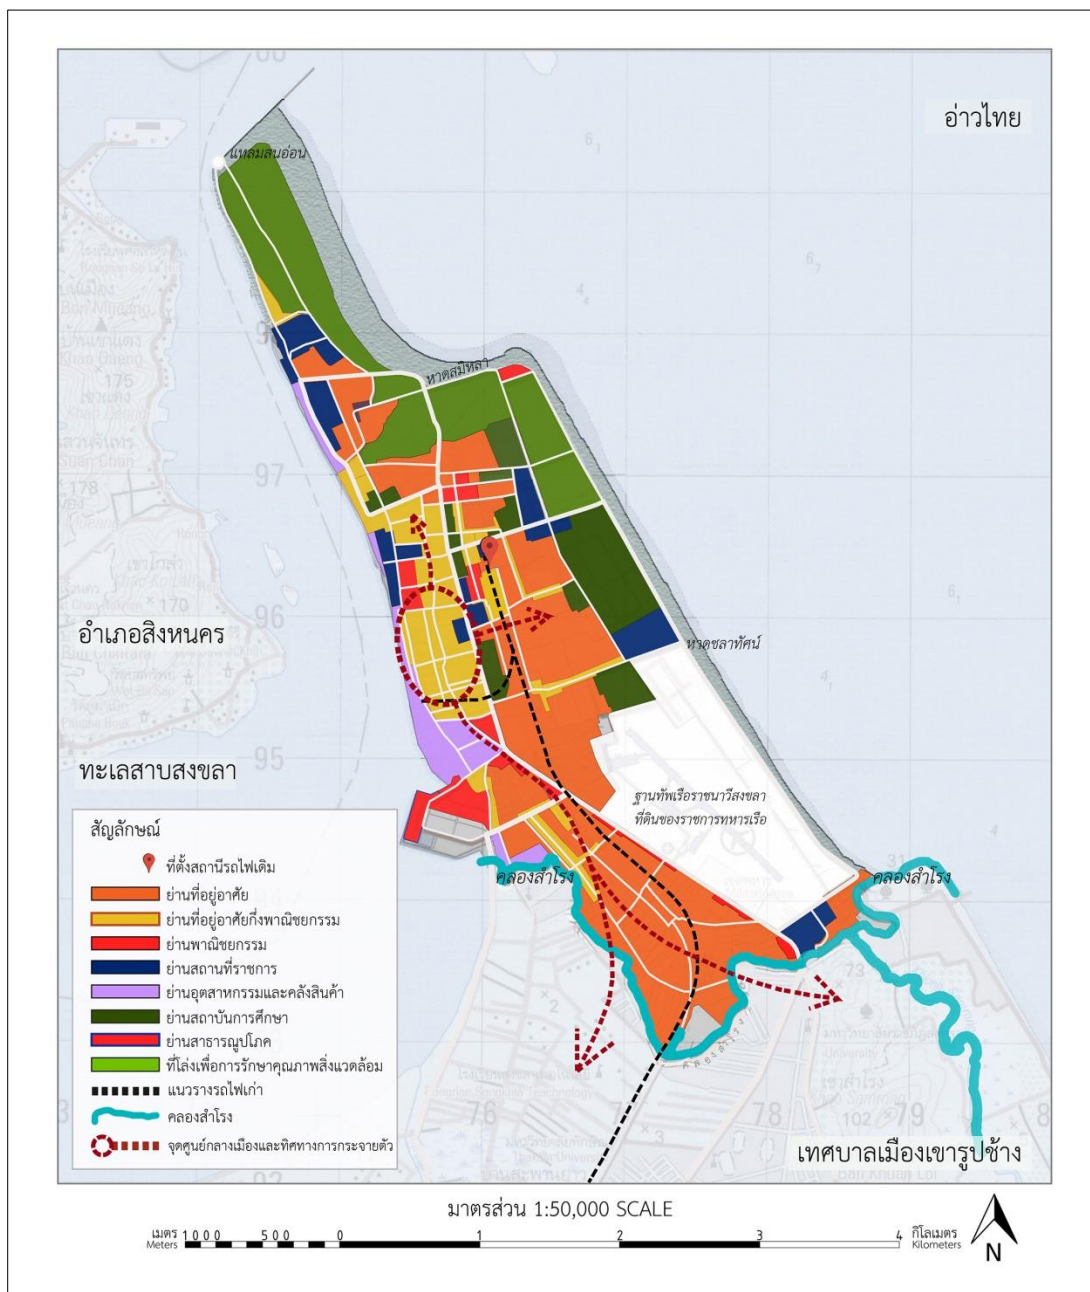 อ่าวไทย
แหลมสนอ่อน
หาดสมิหลา
97
96
95
175
178
170
อำเภอสิงหนคร
หาดชลาทัศน์
ทะเลสาบสงขลา
ฐานทัพเรือราชนาวีสงขลา
ที่ดินของราชการทหารเรือ
คลองสำโรง
คลองสำโรง
สัญลักษณ์
ที่ตั้งสถานีรถไฟเดิม
ย่านที่อยู่อาศัย
ย่านที่อยู่อาศัยกึ่งพาณิชยกรรม
ย่านพาณิชยกรรม
ย่านสถานที่ราชการ
ย่านอุตสาหกรรมและคลังสินค้า
ย่านสถาบันการศึกษา
ย่านสาธารณูปโภค
ที่โล่งเพื่อการรักษาคุณภาพสิ่งแวดล้อม
แนวรางรถไฟเก่า
คลองสำโรง
จุดศูนย์กลางเมืองและทิศทางการกระจายตัว
73
76
78
79
102
เทศบาลเมืองเขารูปช้าง
มาตรส่วน 1:50,000 SCALE
เมตร 1000 500 0 1 2 3 4 กิโลเมตร
Meters Kilometers
N